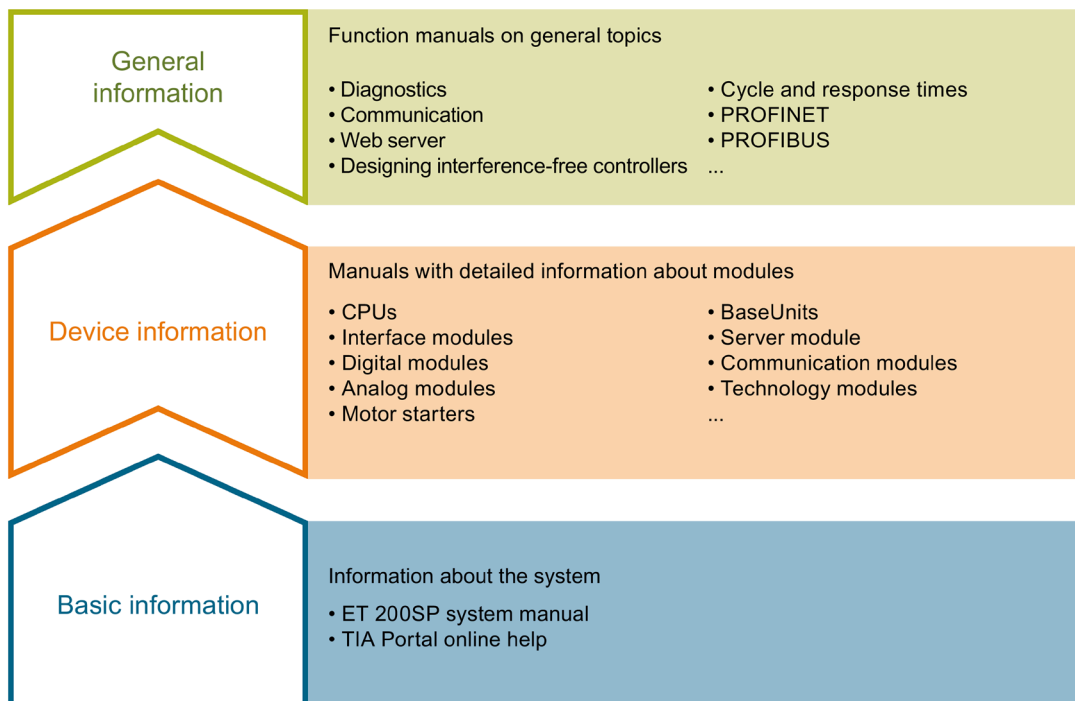 General
information
Function manuals on general topics
• Diagnostics
• Communication
• Web server
• Designing interference-free controllers
• Cycle and response times
• PROFINET
• PROFIBUS
...
Device information
Manuals with detailed information about modules
• CPUs
• Interface modules
• Digital modules
• Analog modules
• Motor starters
• BaseUnits
• Server module
• Communication modules
• Technology modules
...
Basic information
Information about the system
• ET 200SP system manual
• TIA Portal online help